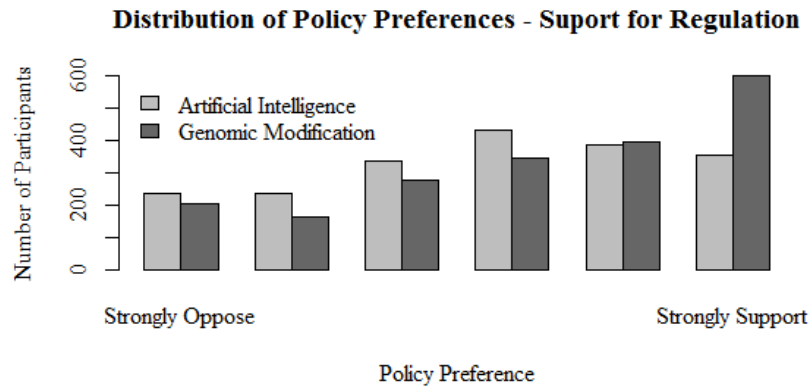 Distribution of Policy Preferences - Suport for Regulation
Number of Participants
600
400
200
0
Artificial Intelligence
Genomic Modification
Strongly Oppose
Strongly Support
Policy Preference